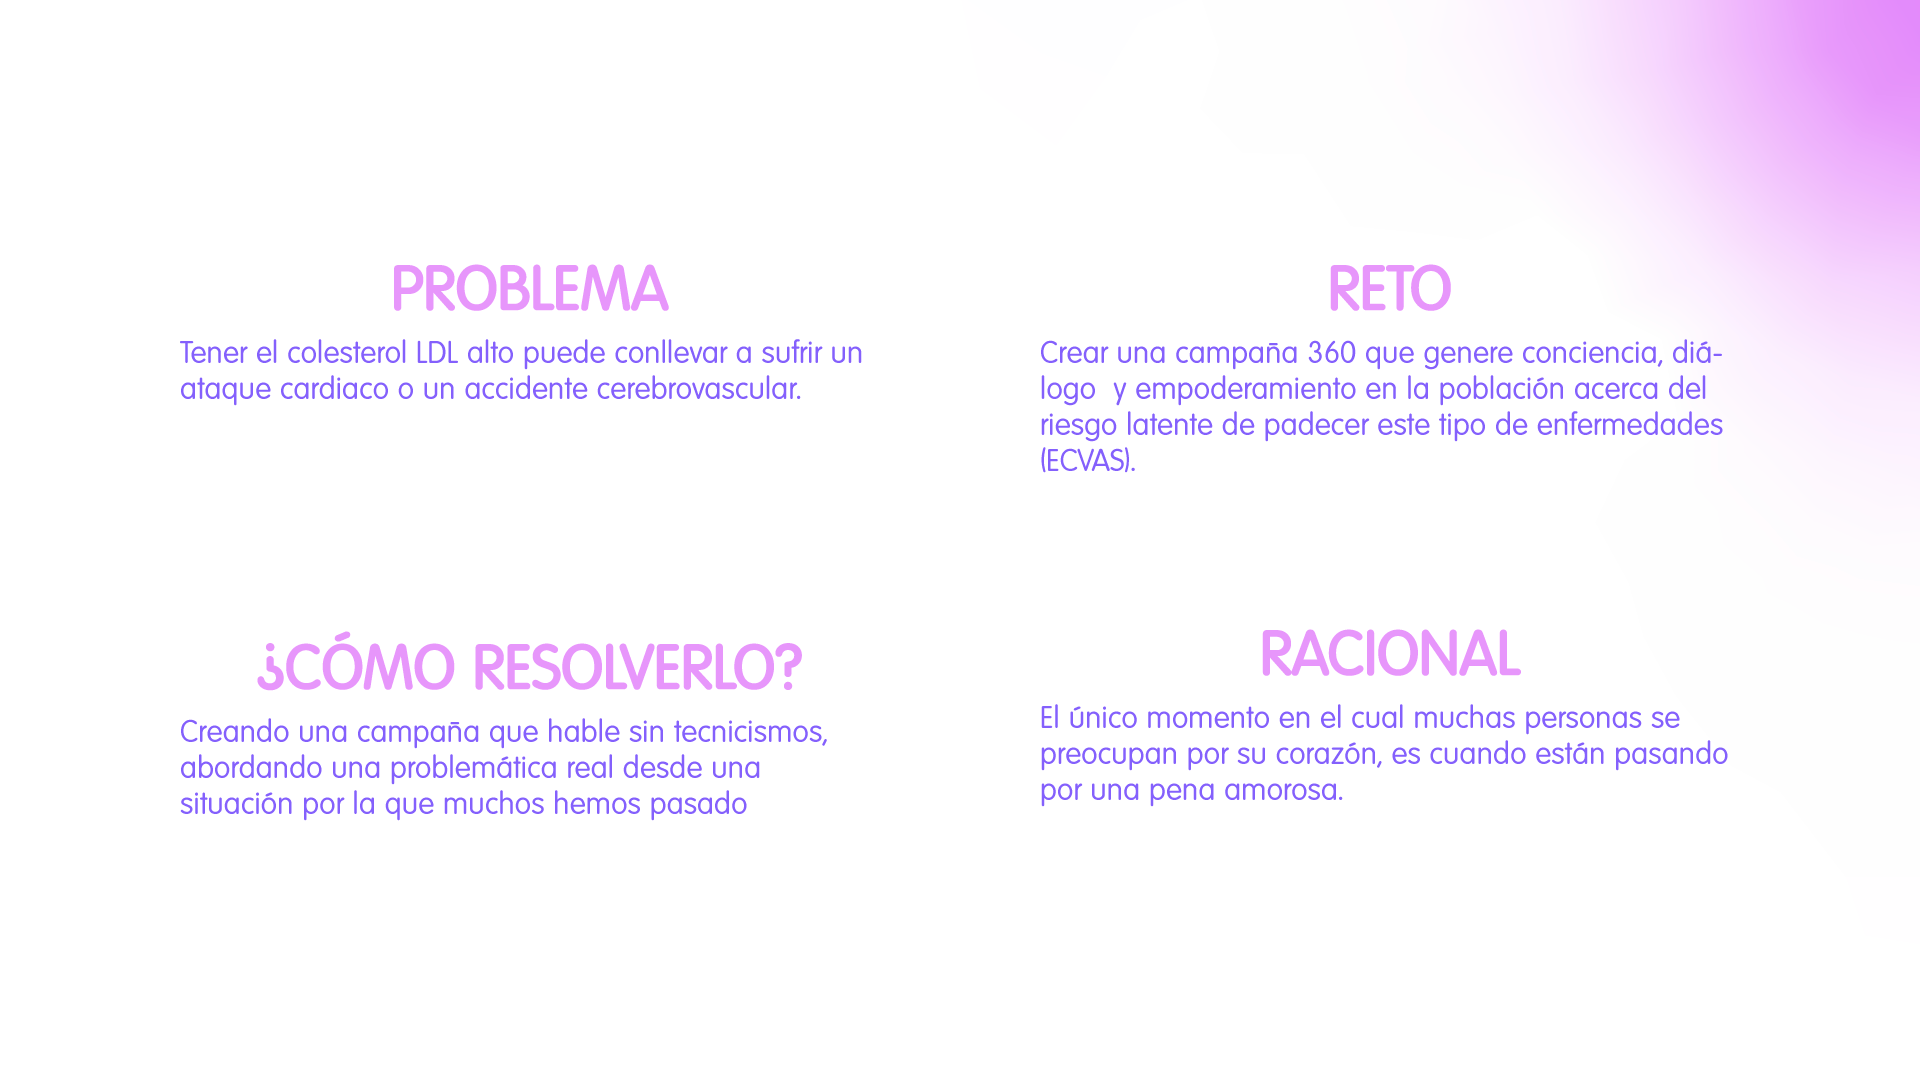 PROBLEMA
Tener el colesterol LDL alto puede conllevar a sufrir un
ataque cardiaco o un accidente cerebrovascular.
RETO
Crear una campaña 360 que genere conciencia, diá-
logo  y empoderamiento en la población acerca del
riesgo latente de padecer este tipo de enfermedades
(ECVAS).
¿CÓMO RESOLVERLO?
Creando una campaña que hable sin tecnicismos,
abordando una problemática real desde una
situación por la que muchos hemos pasado
RACIONAL
El único momento en el cual muchas personas se
preocupan por su corazón, es cuando están pasando
por una pena amorosa.